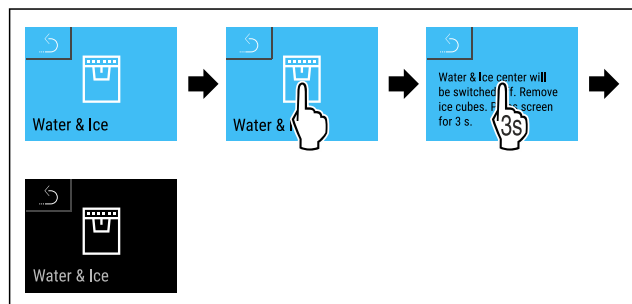 Water & Ice
Water & I
Water & Ice center will
be switched f. Remove
ice cubes. P s screen
for 3 s.
3s
Water & Ice